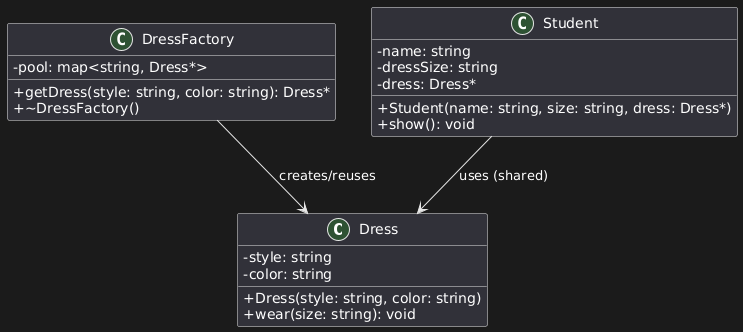 C DressFactory
-pool: map<string, Dress*>
+getDress(style: string, color: string): Dress*
+~DressFactory()
C Student
-name: string
-dressSize: string
-dress: Dress*
+Student(name: string, size: string, dress: Dress*)
+show(): void
creates/reuses
uses (shared)
C Dress
-style: string
-color: string
+Dress(style: string, color: string)
+wear(size: string): void